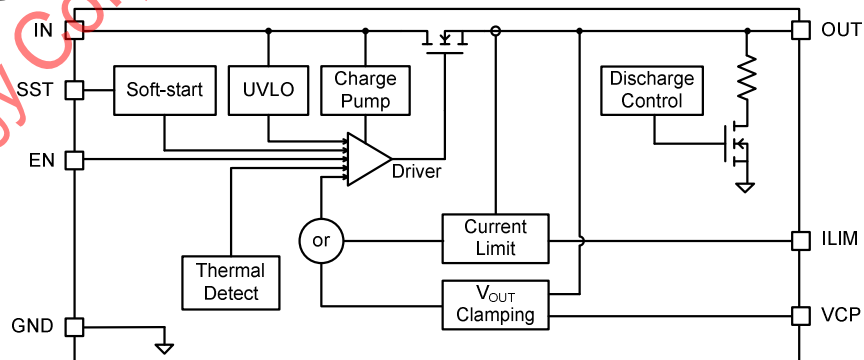 IN
OUT
SST
Soft-start
UVLO
Charge
Pump
Discharge
Control
EN
Driver
or
Current
Limit
ILIM
Thermal
Detect
VOUT
Clamping
VCP
GND